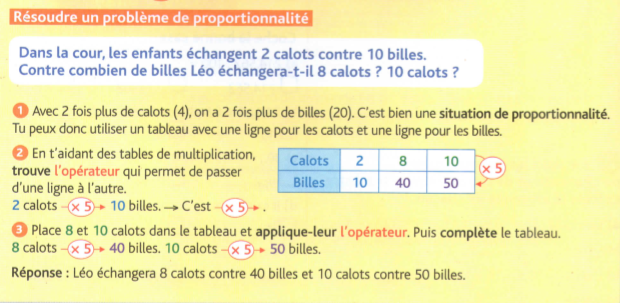 Résoudre un problème de proportionnalité
Dans la cour, les enfants échangent 2 calots contre 10 billes.
Contre combien de billes Léo échangera-t-il 8 calots ? 10 calots ?
1 Avec 2 fois plus de calots (4), on a 2 fois plus de billes (20). C'est bien une situation de proportionnalité.
Tu peux donc utiliser un tableau avec une ligne pour les calots et une ligne pour les billes.
2 En t'aidant des tables de multiplication,
trouve l'opérateur qui permet de passer
d'une ligne à l'autre.
2 calots –(× 5)→ 10 billes. → C'est –(× 5)→ .
Calots 2 8 10
Billes 10 40 50
× 5
3 Place 8 et 10 calots dans le tableau et applique-leur l'opérateur. Puis complète le tableau.
8 calots –(× 5)→ 40 billes. 10 calots –(× 5)→ 50 billes.
Réponse : Léo échangera 8 calots contre 40 billes et 10 calots contre 50 billes.